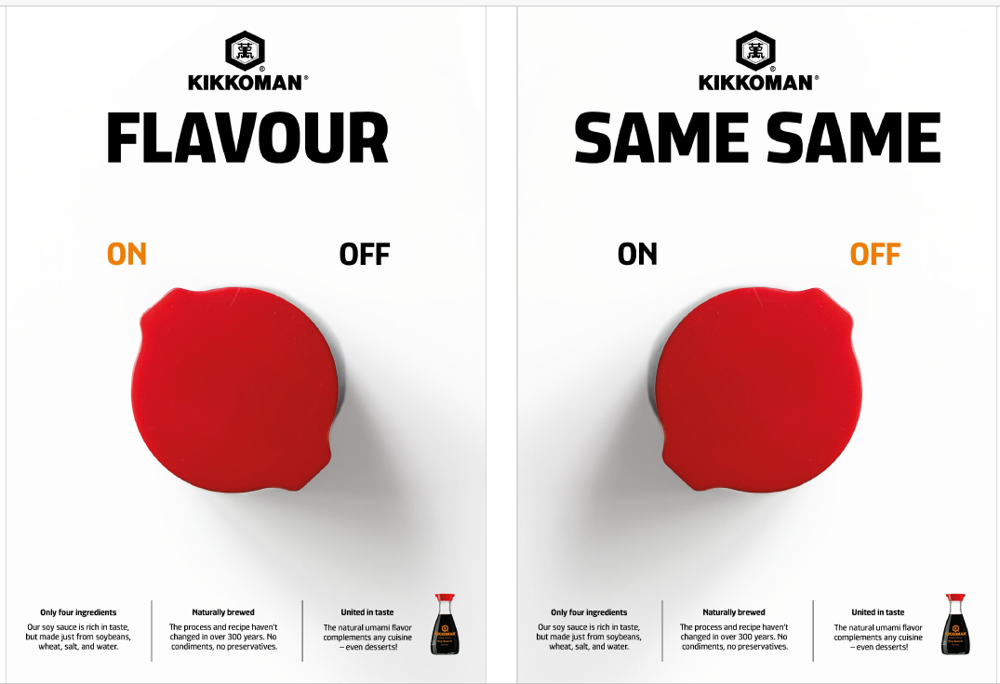 萬
®
KIKKOMAN®
FLAVOUR
ON
OFF
Only four ingredients
Our soy sauce is rich in taste,
but made just from soybeans,
wheat, salt, and water.
Naturally brewed
The process and recipe haven't
changed in over 300 years. No
condiments, no preservatives.
United in taste
The natural umami flavor
complements any cuisine
– even desserts!
KIKKOMAN
萬
®
KIKKOMAN®
SAME SAME
ON
OFF
Only four ingredients
Our soy sauce is rich in taste,
but made just from soybeans,
wheat, salt, and water.
Naturally brewed
The process and recipe haven't
changed in over 300 years. No
condiments, no preservatives.
United in taste
The natural umami flavor
complements any cuisine
– even desserts!
KIKKOMAN